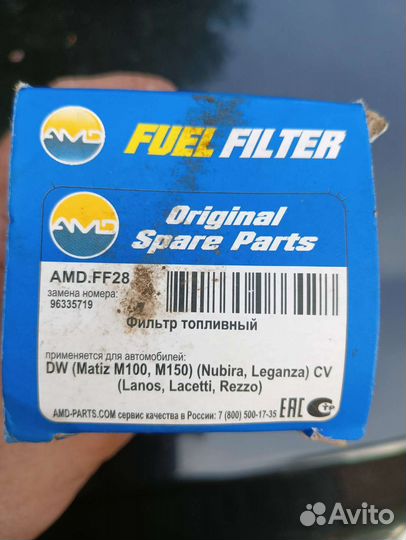 AMD
FUEL FILTER
AMD
Original
Spare Parts
AMD.FF28
замена номера:
96335719
Фильтр топливный
применяется для автомобилей:
DW (Matiz M100, M150) (Nubira, Leganza) CV
(Lanos, Lacetti, Rezzo)
AMD-PARTS.COM сервис качества в России: 7 (800) 500-17-35
EAC
СТР
Avito